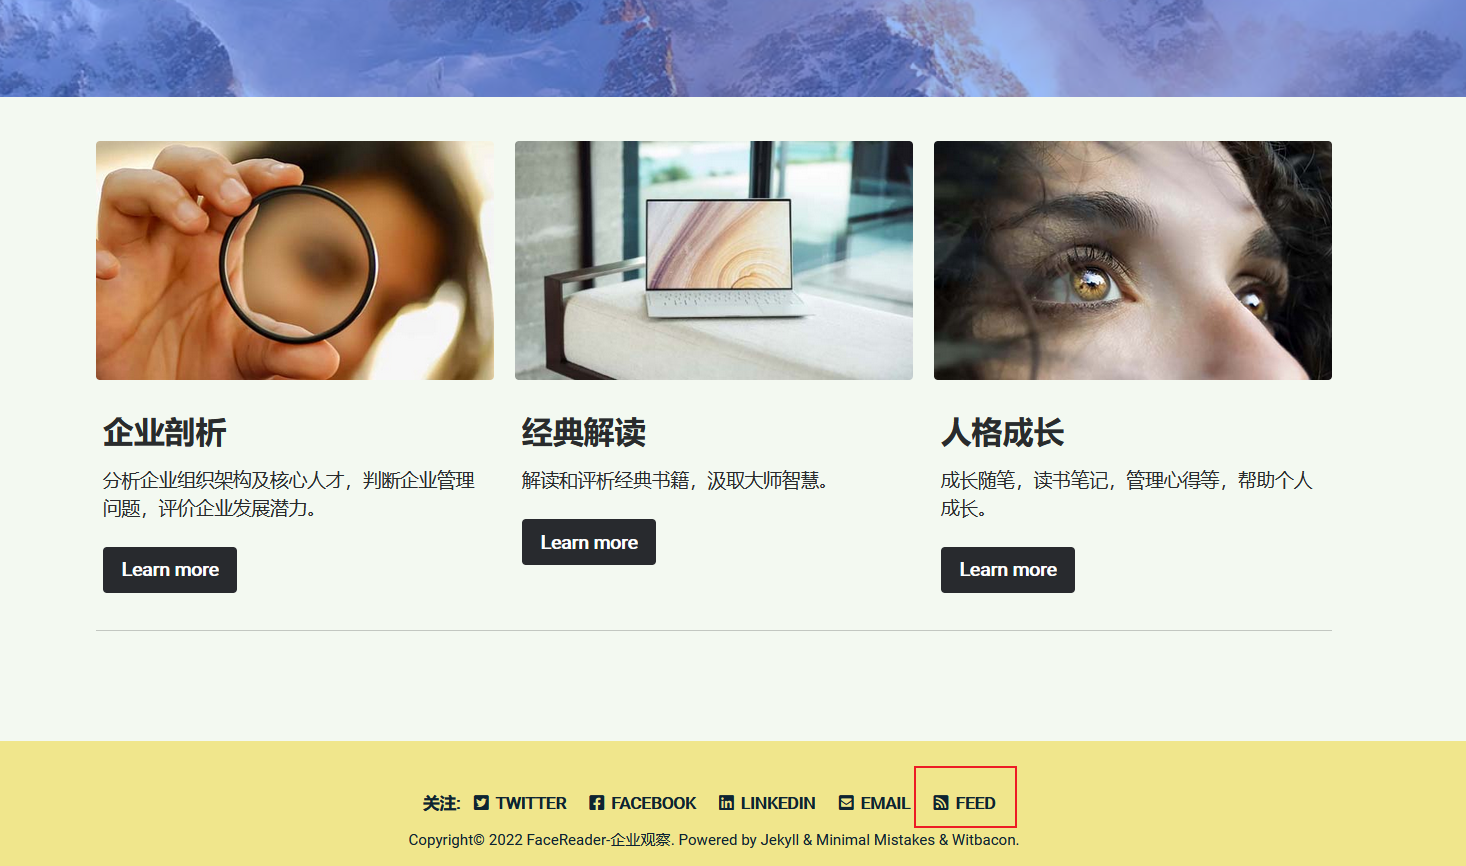 企业剖析
分析企业组织架构及核心人才，判断企业管理
问题，评价企业发展潜力。
Learn more
经典解读
解读和评析经典书籍，汲取大师智慧。
Learn more
人格成长
成长随笔，读书笔记，管理心得等，帮助个人
成长。
Learn more
关注: TWITTER FACEBOOK LINKEDIN EMAIL FEED
Copyright© 2022 FaceReader-企业观察. Powered by Jekyll & Minimal Mistakes & Witbacon.